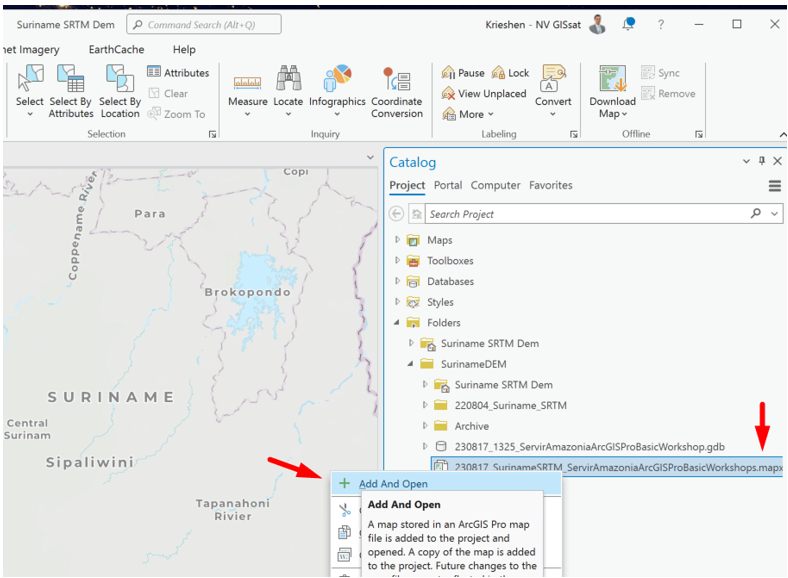 Suriname SRTM Dem
Command Search (Alt+Q)
Krieshen - NV GISsat
?
net Imagery
EarthCache
Help
Select
Select By
Attributes
Select By
Location
Attributes
Clear
Zoom To
Selection
Measure
Locate
Infographics
Coordinate
Conversion
Inquiry
Pause
Lock
View Unplaced
More
Convert
Labeling
Download
Map
Sync
Remove
Offline
Copi
Para
Coppename River
Brokopondo
SURINAME
Central
Surinam
Sipaliwini
Tapanahoni
Rivier
Catalog
Project Portal Computer Favorites
Search Project
Maps
Toolboxes
Databases
Styles
Folders
Suriname SRTM Dem
SurinameDEM
Suriname SRTM Dem
220804_Suriname_SRTM
Archive
230817_1325_ServirAmazoniaArcGISProBasicWorkshop.gdb
230817_SurinameSRTM_ServirAmazoniaArcGISProBasicWorkshops.mapx
Add And Open
Add And Open
A map stored in an ArcGIS Pro map
file is added to the project and
opened. A copy of the map is added
to the project. Future changes to the